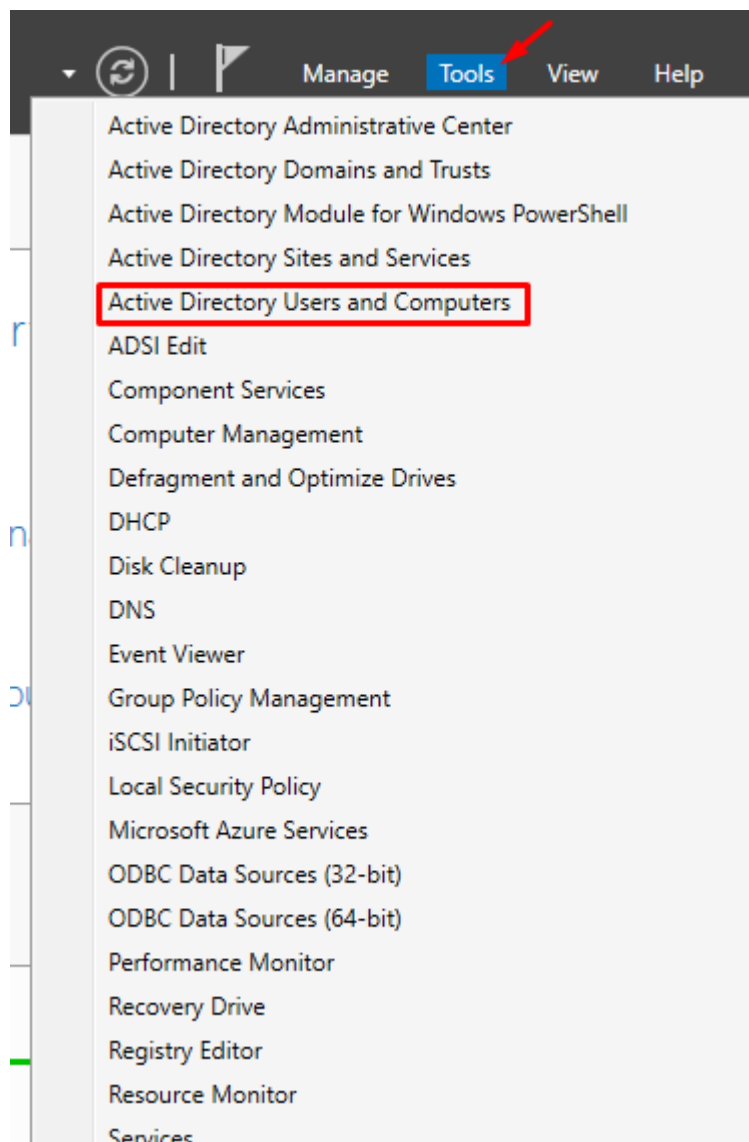 Manage Tools View Help
Active Directory Administrative Center
Active Directory Domains and Trusts
Active Directory Module for Windows PowerShell
Active Directory Sites and Services
Active Directory Users and Computers
ADSI Edit
Component Services
Computer Management
Defragment and Optimize Drives
DHCP
Disk Cleanup
DNS
Event Viewer
Group Policy Management
iSCSI Initiator
Local Security Policy
Microsoft Azure Services
ODBC Data Sources (32-bit)
ODBC Data Sources (64-bit)
Performance Monitor
Recovery Drive
Registry Editor
Resource Monitor
Services